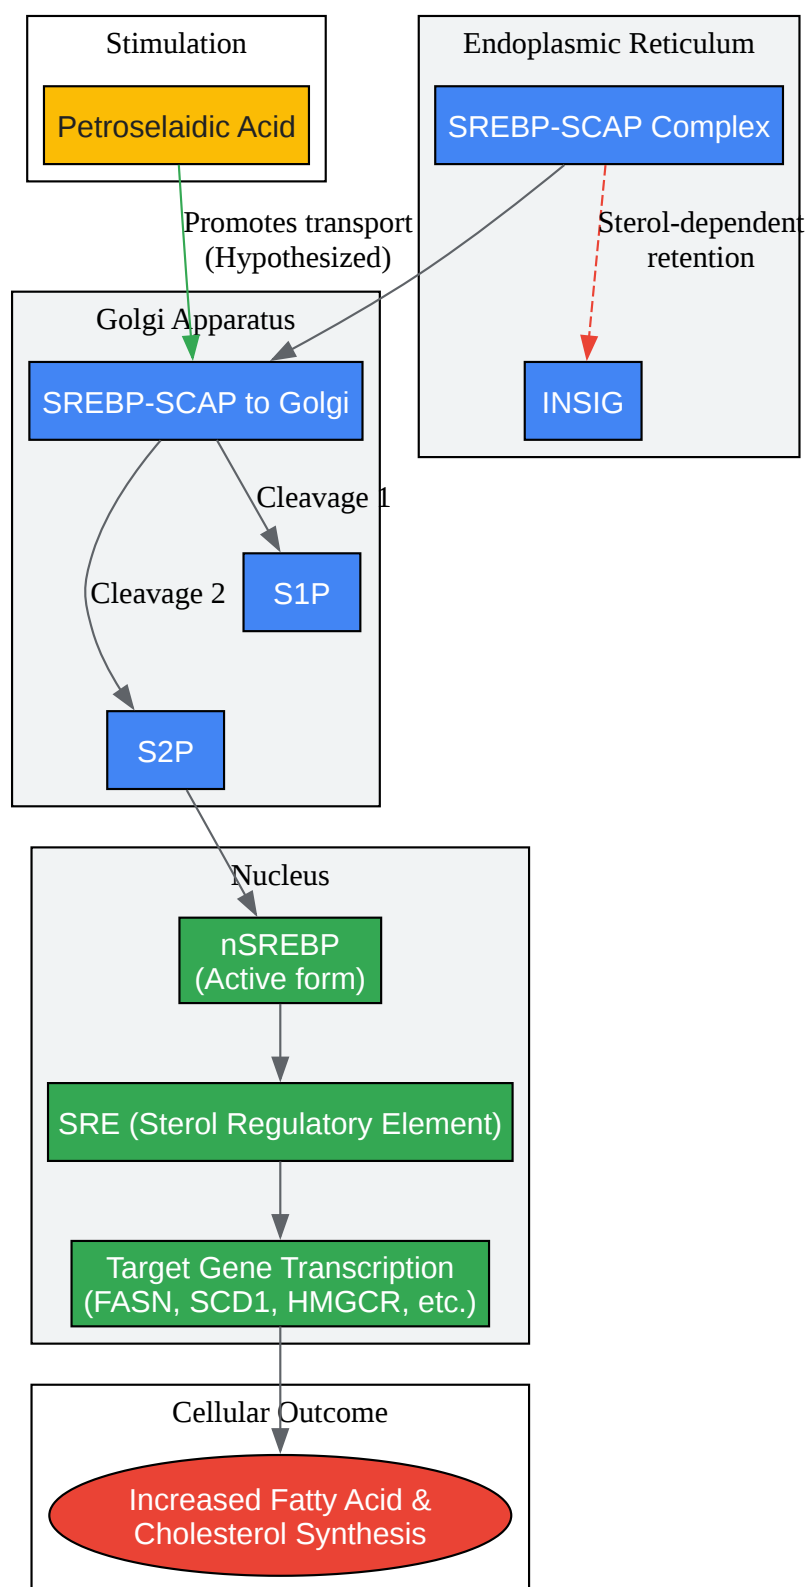 Stimulation
Petroselaidic Acid
Endoplasmic Reticulum
SREBP-SCAP Complex
Promotes transport
(Hypothesized)
Sterol-dependent
retention
Golgi Apparatus
SREBP-SCAP to Golgi
INSIG
Cleavage 1
Cleavage 2
S1P
S2P
Nucleus
nSREBP
(Active form)
SRE (Sterol Regulatory Element)
Target Gene Transcription
(FASN, SCD1, HMGCR, etc.)
Cellular Outcome
Increased Fatty Acid &
Cholesterol Synthesis